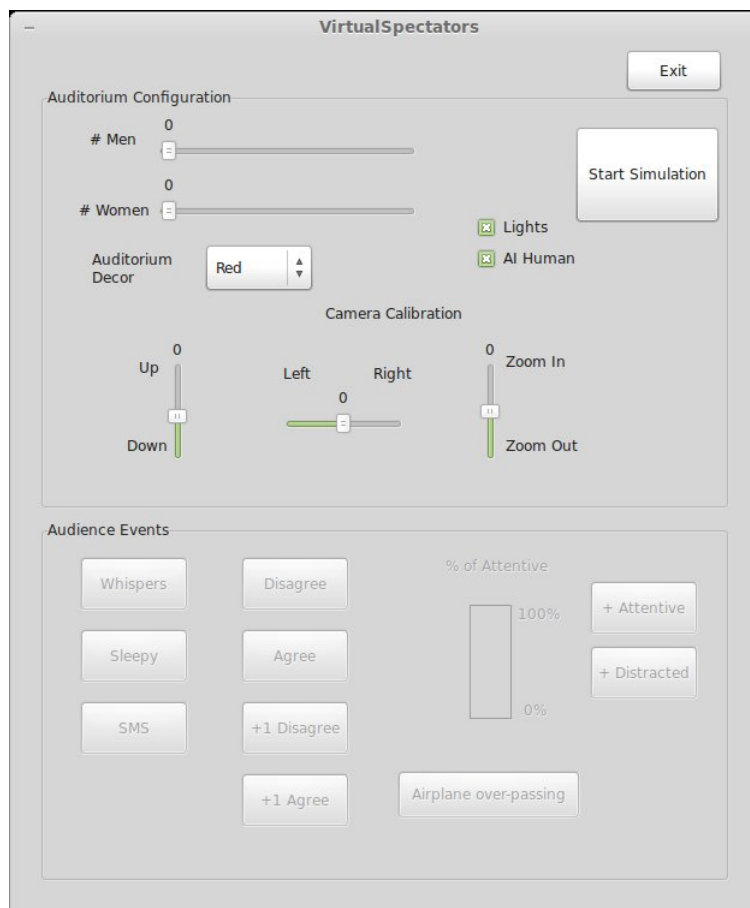 VirtualSpectators
Exit
Auditorium Configuration
0
# Men
Start Simulation
0
# Women
Lights
Auditorium
Decor
Red
AI Human
Camera Calibration
0
Up
Left
Right
0
Zoom In
0
Down
Zoom Out
Audience Events
Whispers
Disagree
% of Attentive
100%
+ Attentive
Sleepy
Agree
+ Distracted
0%
SMS
+1 Disagree
+1 Agree
Airplane over-passing